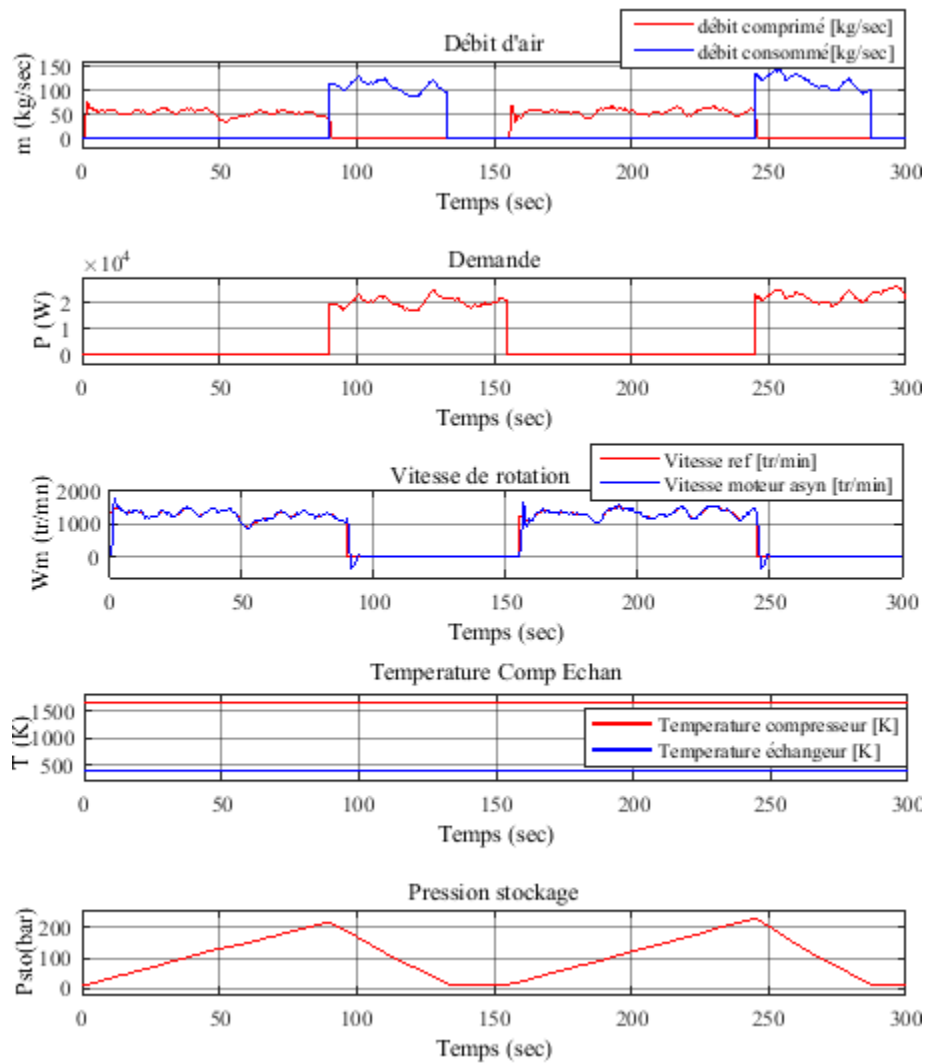 débit comprimé [kg/sec]
débit consommé[kg/sec]
Débit d'air
150
100
50
0
m (kg/sec)
0 50 100 150 200 250 300
Temps (sec)
×10^4
Demande
2
1
0
P (W)
0 50 100 150 200 250 300
Temps (sec)
Vitesse ref [tr/min]
Vitesse moteur asyn [tr/min]
Vitesse de rotation
2000
1000
0
Wm (tr/mn)
0 50 100 150 200 250 300
Temps (sec)
Temperature Comp Echan
1500
1000
500
T (K)
Temperature compresseur [K]
Temperature échangeur [K]
0 50 100 150 200 250 300
Temps (sec)
Pression stockage
200
100
0
Psto(bar)
0 50 100 150 200 250 300
Temps (sec)